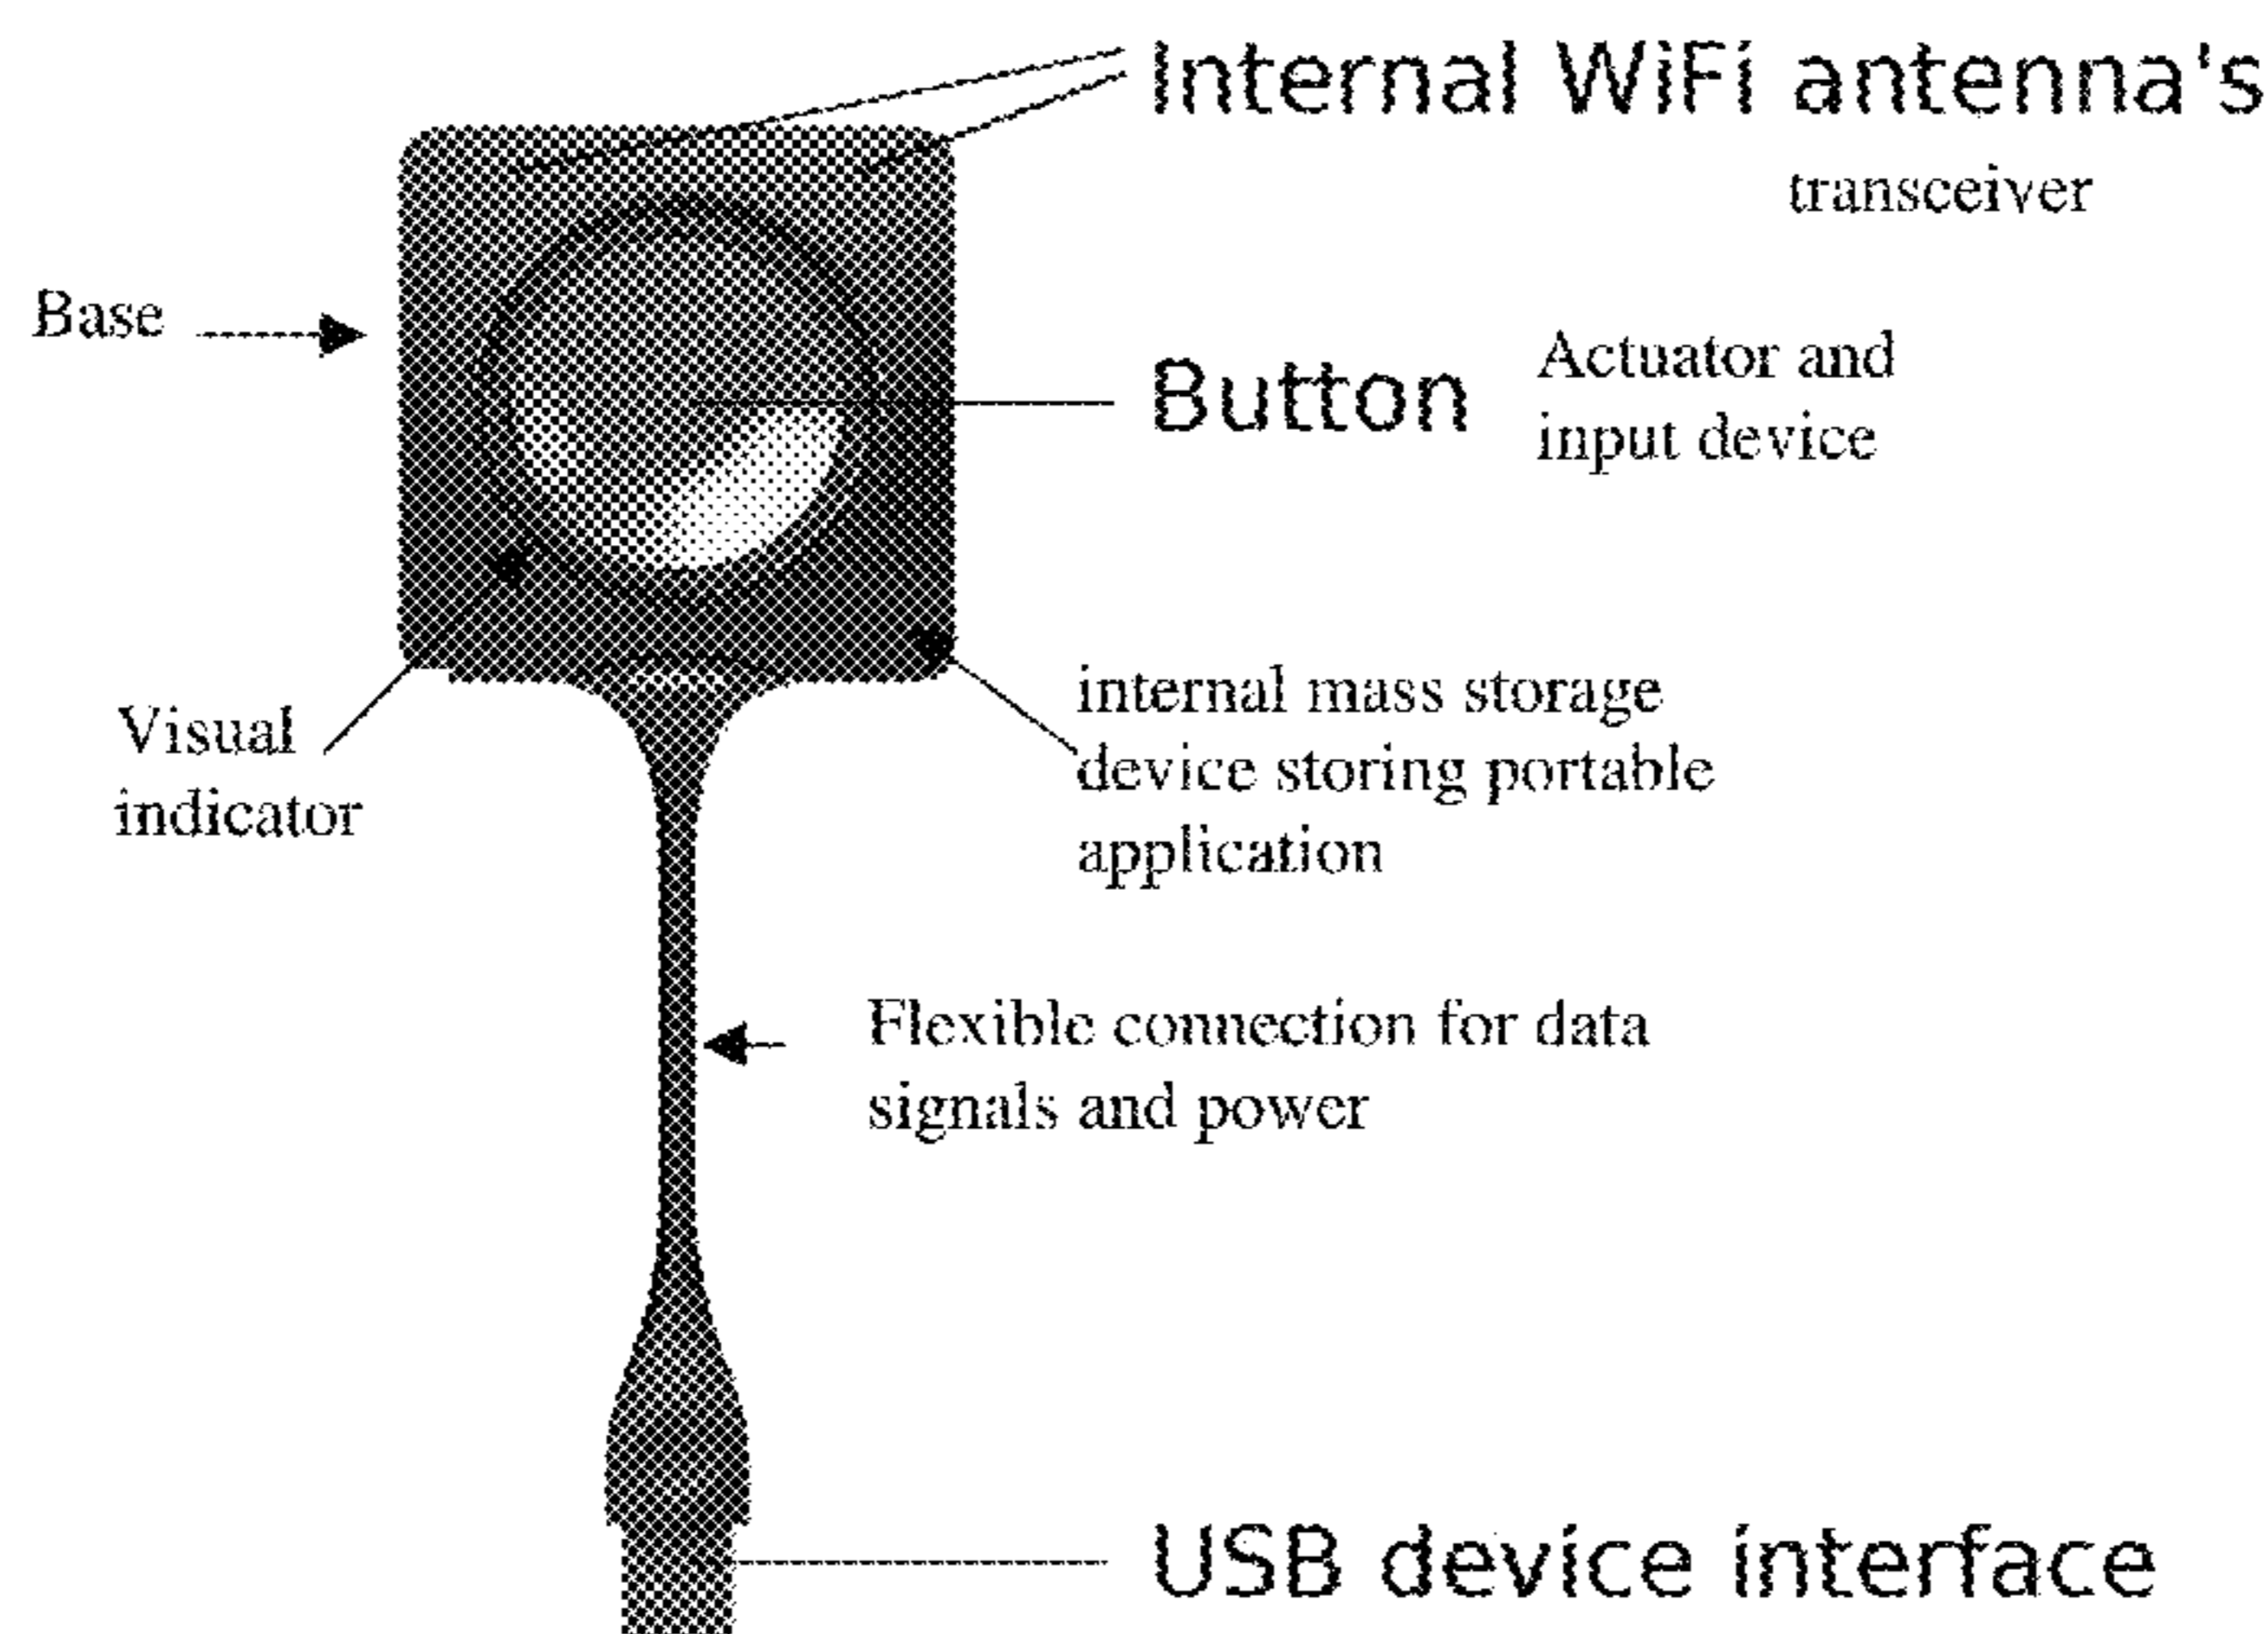 Internal WiFi antenna's
transceiver
Base
Button
Actuator and
input device
Visual
indicator
internal mass storage
device storing portable
application
Flexible connection for data
signals and power
USB device interface